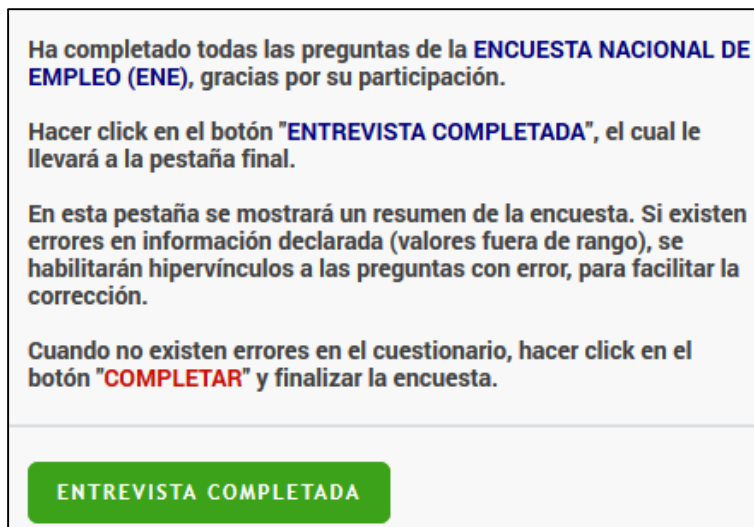 Ha completado todas las preguntas de la ENCUESTA NACIONAL DE
EMPLEO (ENE), gracias por su participación.
Hacer click en el botón "ENTREVISTA COMPLETADA", el cual le
llevará a la pestaña final.
En esta pestaña se mostrará un resumen de la encuesta. Si existen
errores en información declarada (valores fuera de rango), se
habilitarán hipervínculos a las preguntas con error, para facilitar la
corrección.
Cuando no existen errores en el cuestionario, hacer click en el
botón "COMPLETAR" y finalizar la encuesta.
ENTREVISTA COMPLETADA